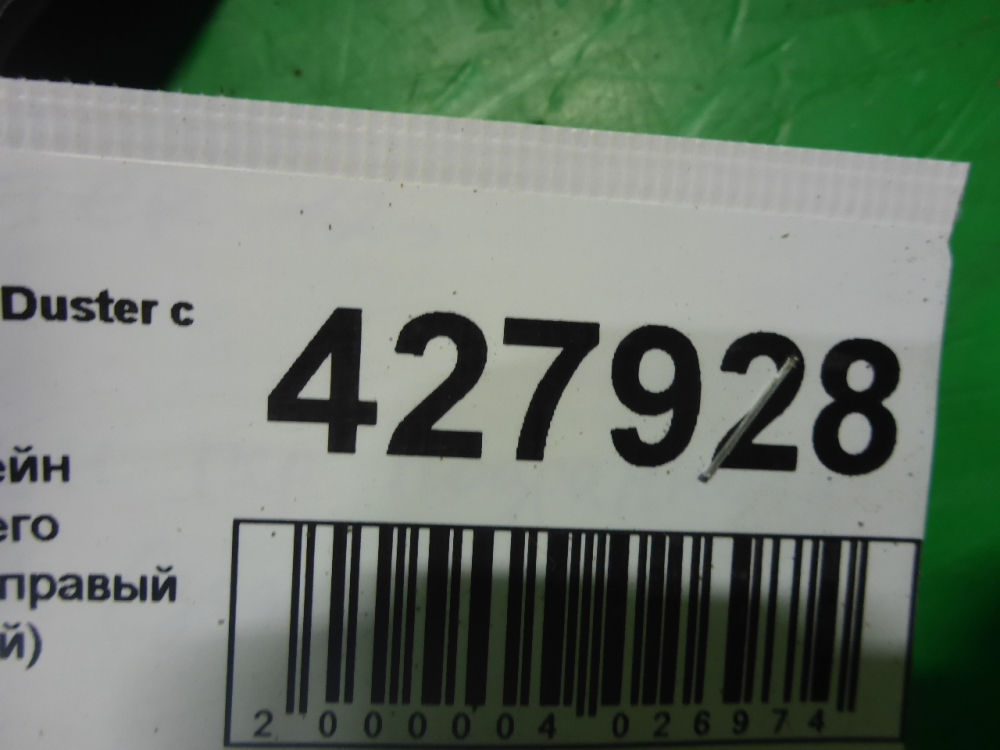 Duster с
427928
ейн
его
правый
й)
2 000004 026974